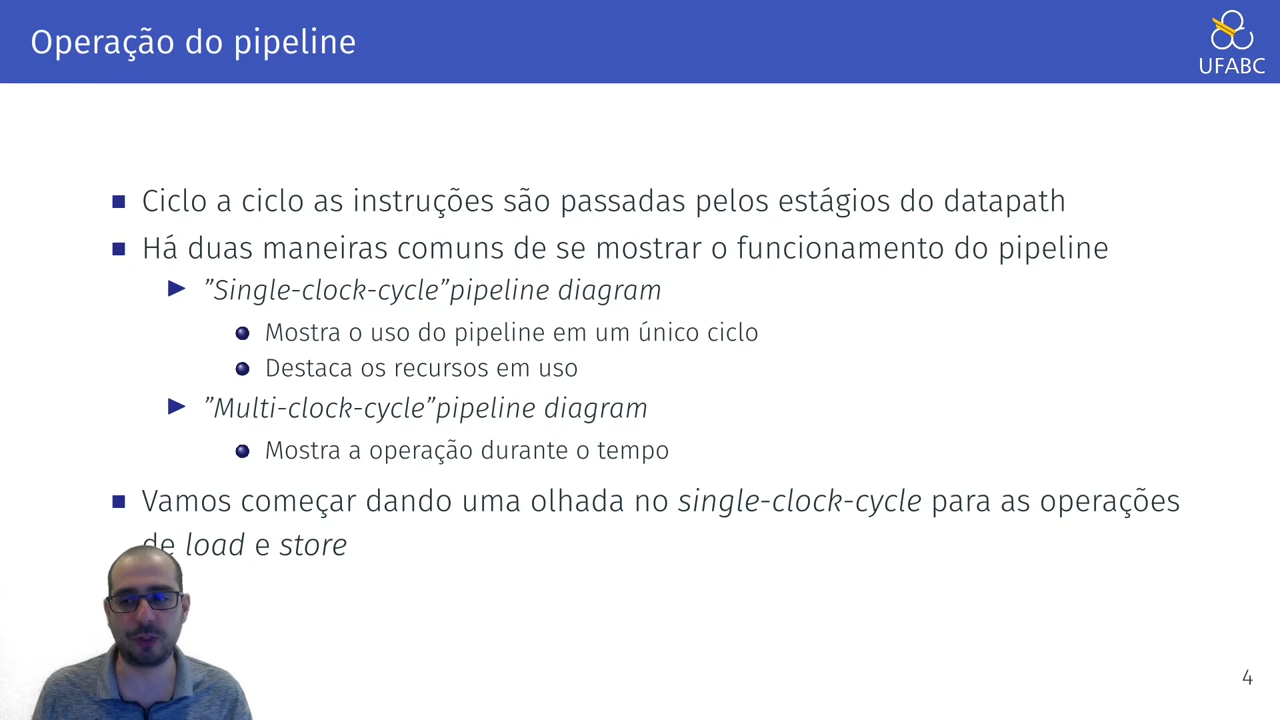 Operação do pipeline
UFABC
Ciclo a ciclo as instruções são passadas pelos estágios do datapath
Há duas maneiras comuns de se mostrar o funcionamento do pipeline
”Single-clock-cycle”pipeline diagram
Mostra o uso do pipeline em um único ciclo
Destaca os recursos em uso
”Multi-clock-cycle”pipeline diagram
Mostra a operação durante o tempo
Vamos começar dando uma olhada no single-clock-cycle para as operações
de load e store
4